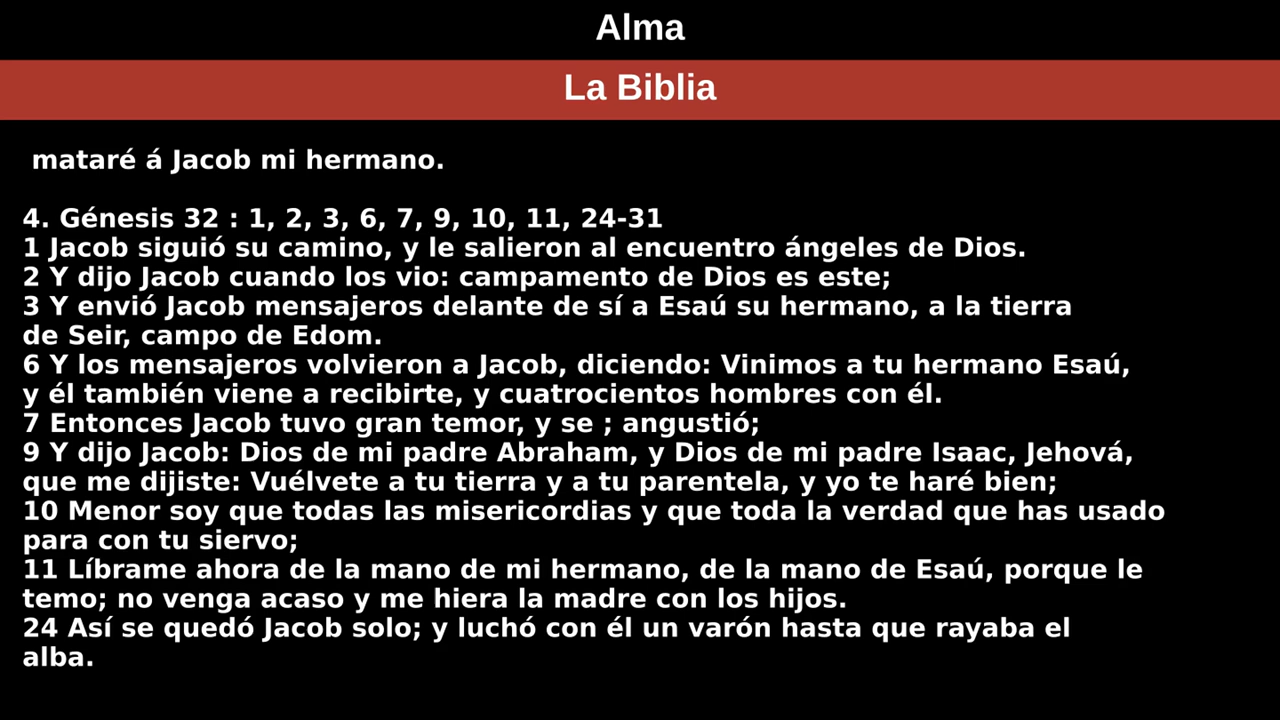 Alma
La Biblia
mataré á Jacob mi hermano.
4. Génesis 32 : 1, 2, 3, 6, 7, 9, 10, 11, 24-31
1 Jacob siguió su camino, y le salieron al encuentro ángeles de Dios.
2 Y dijo Jacob cuando los vio: campamento de Dios es este;
3 Y envió Jacob mensajeros delante de sí a Esaú su hermano, a la tierra
de Seir, campo de Edom.
6 Y los mensajeros volvieron a Jacob, diciendo: Vinimos a tu hermano Esaú,
y él también viene a recibirte, y cuatrocientos hombres con él.
7 Entonces Jacob tuvo gran temor, y se ; angustió;
9 Y dijo Jacob: Dios de mi padre Abraham, y Dios de mi padre Isaac, Jehová,
que me dijiste: Vuélvete a tu tierra y a tu parentela, y yo te haré bien;
10 Menor soy que todas las misericordias y que toda la verdad que has usado
para con tu siervo;
11 Líbrame ahora de la mano de mi hermano, de la mano de Esaú, porque le
temo; no venga acaso y me hiera la madre con los hijos.
24 Así se quedó Jacob solo; y luchó con él un varón hasta que rayaba el
alba.